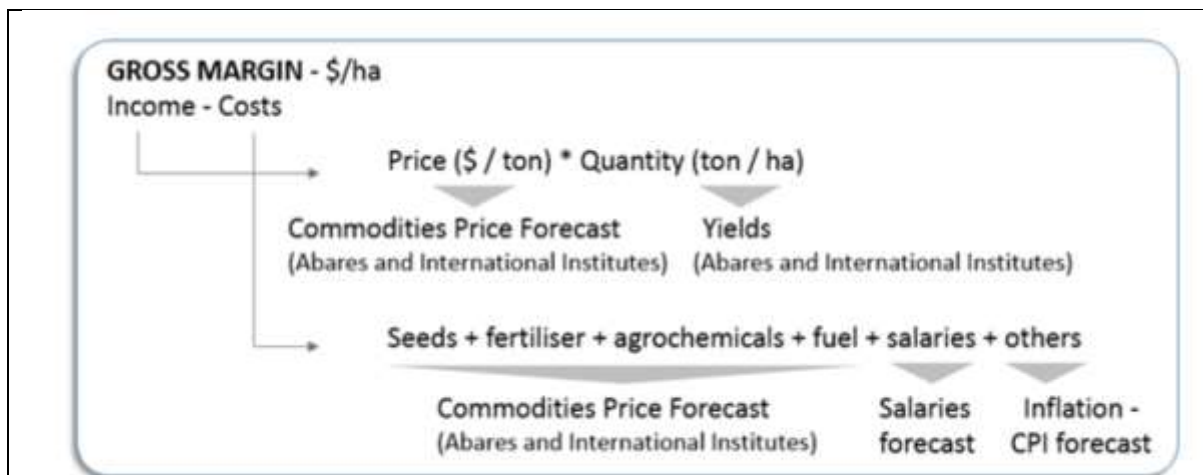 GROSS MARGIN - $/ha
Income - Costs
Price ($ / ton) * Quantity (ton / ha)
Commodities Price Forecast Yields
(Abares and International Institutes) (Abares and International Institutes)
Seeds + fertiliser + agrochemicals + fuel + salaries + others
Commodities Price Forecast Salaries Inflation -
(Abares and International Institutes) forecast CPI forecast